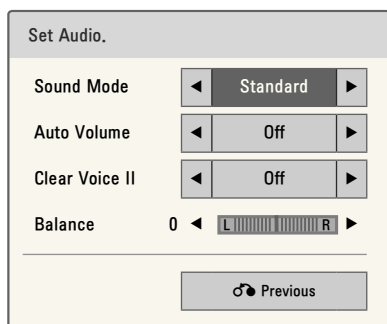 Set Audio.
Sound Mode ◄ Standard ►
Auto Volume ◄ Off ►
Clear Voice II ◄ Off ►
Balance 0 ◄ L R ►
Previous